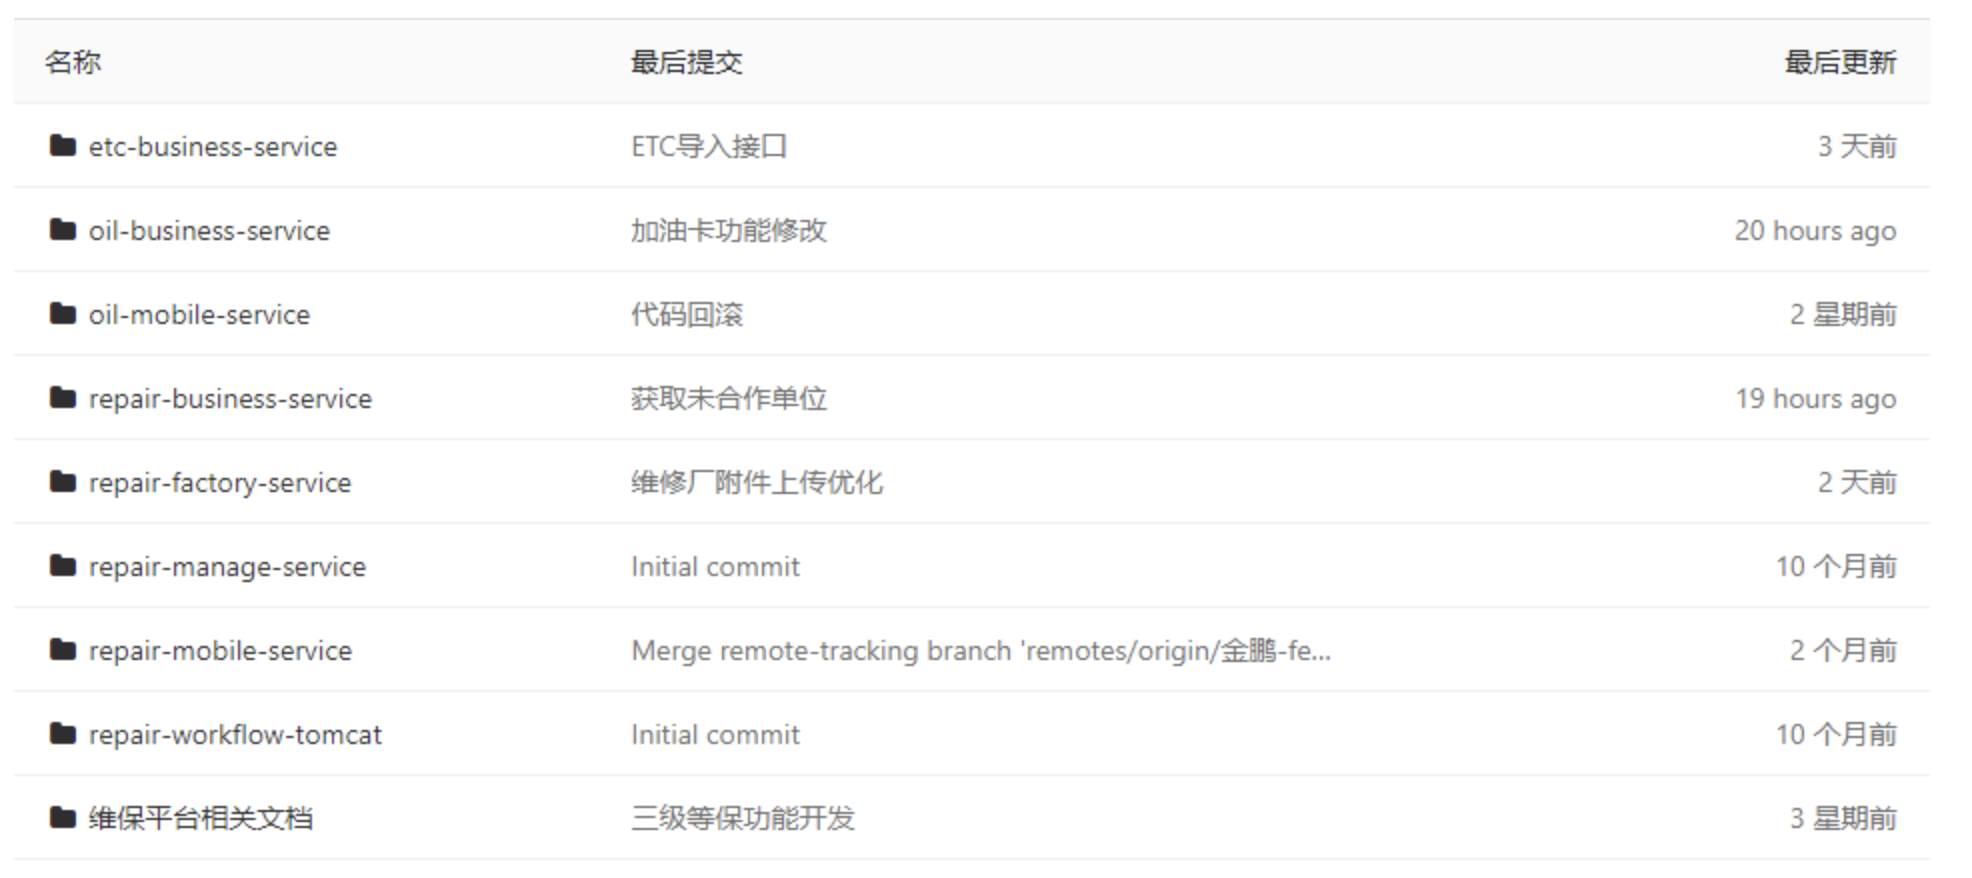 名称 最后提交 最后更新
etc-business-service ETC导入接口 3 天前
oil-business-service 加油卡功能修改 20 hours ago
oil-mobile-service 代码回滚 2 星期前
repair-business-service 获取未合作单位 19 hours ago
repair-factory-service 维修厂附件上传优化 2 天前
repair-manage-service Initial commit 10 个月前
repair-mobile-service Merge remote-tracking branch 'remotes/origin/金鹏-fe... 2 个月前
repair-workflow-tomcat Initial commit 10 个月前
维保平台相关文档 三级等保功能开发 3 星期前